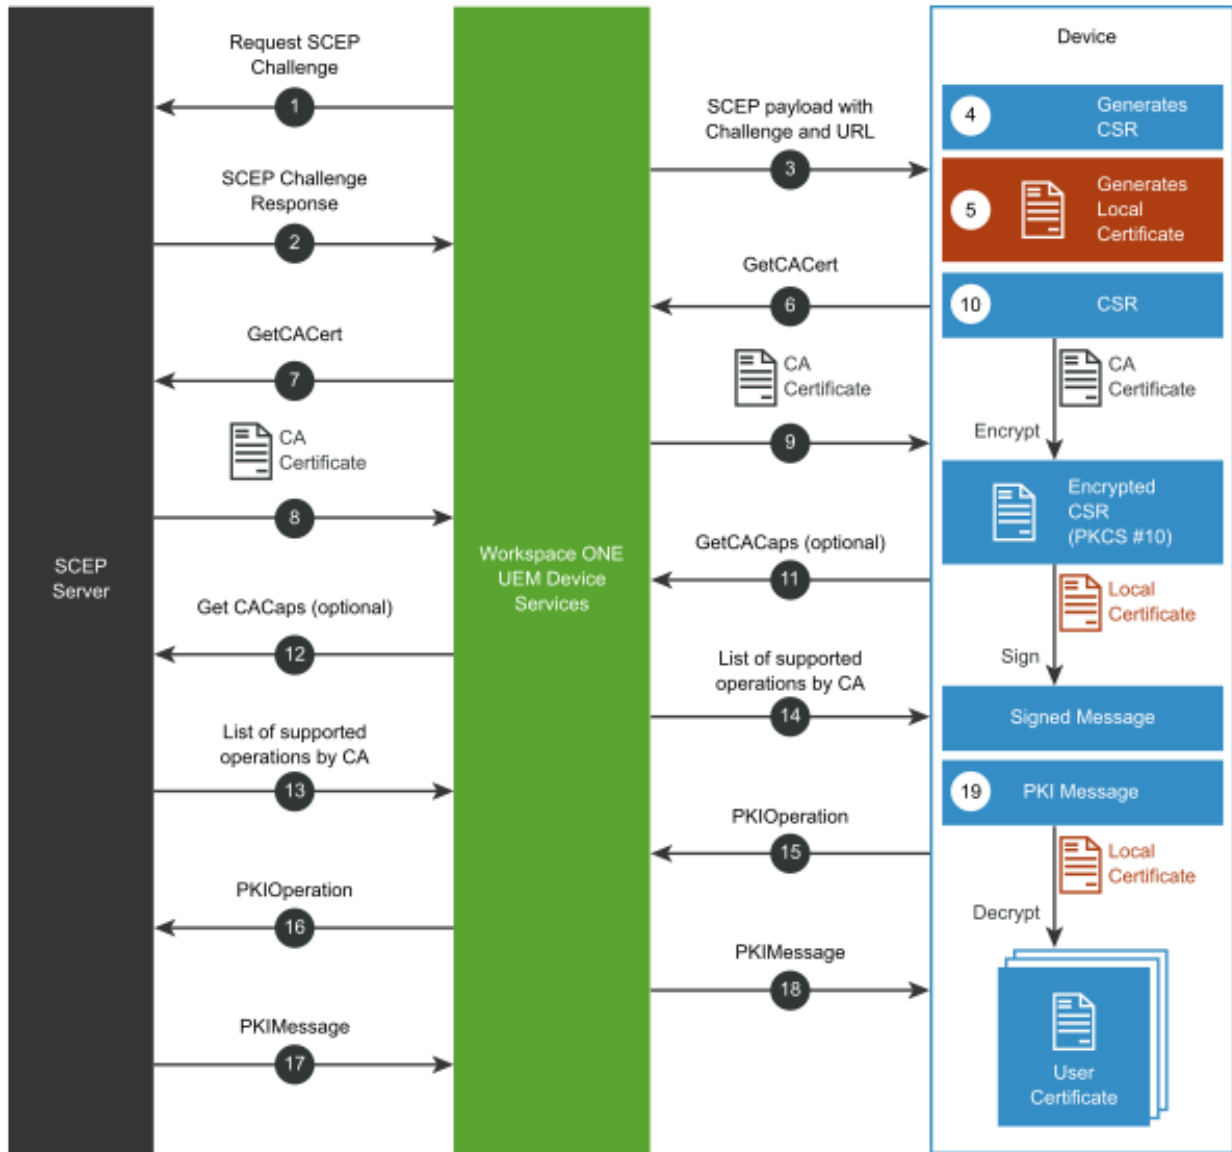 Device
Request SCEP
Challenge
1
SCEP Challenge
Response
2
GetCACert
7
CA
Certificate
8
SCEP
Server
Get CACaps (optional)
12
List of supported
operations by CA
13
PKIOperation
16
PKIMessage
17
Workspace ONE
UEM Device
Services
SCEP payload with
Challenge and URL
3
GetCACert
6
CA
Certificate
9
GetCACaps (optional)
11
List of supported
operations by CA
14
PKIOperation
15
PKIMessage
18
4
Generates
CSR
5
Generates
Local
Certificate
10
CSR
CA
Certificate
Encrypt
Encrypted
CSR
(PKCS #10)
Local
Certificate
Sign
Signed Message
19
PKI Message
Local
Certificate
Decrypt
User
Certificate